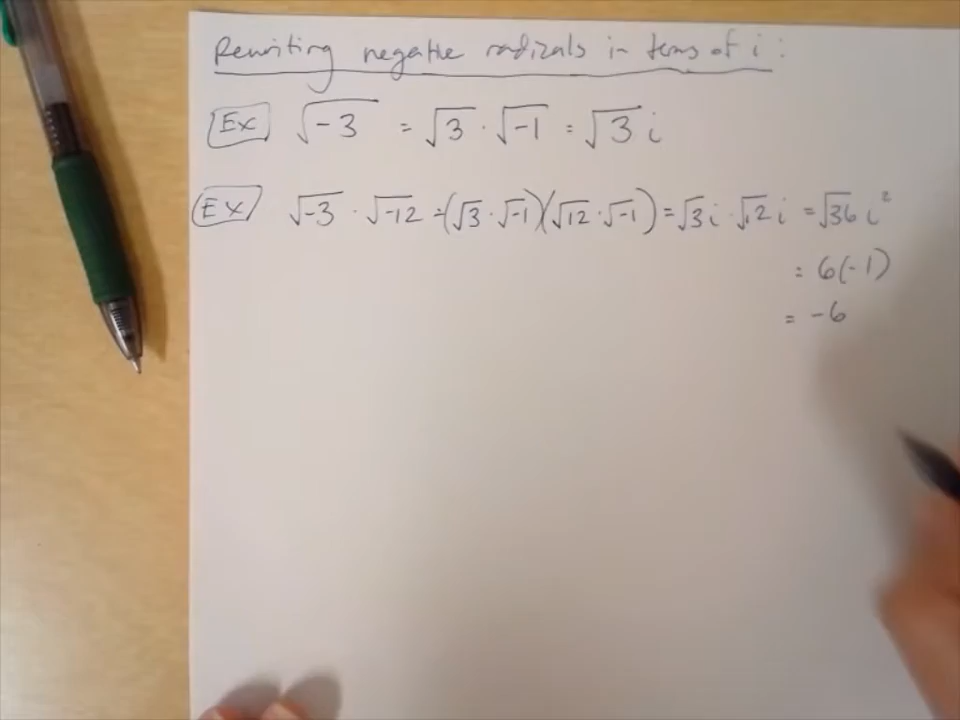 Rewriting negative radicals in terms of i :
Ex √-3 = √3 · √-1 = √3 i
Ex √-3 · √-12 = (√3 · √-1)(√12 · √-1) = √3 i · √12 i = √36 i²
= 6(-1)
= -6